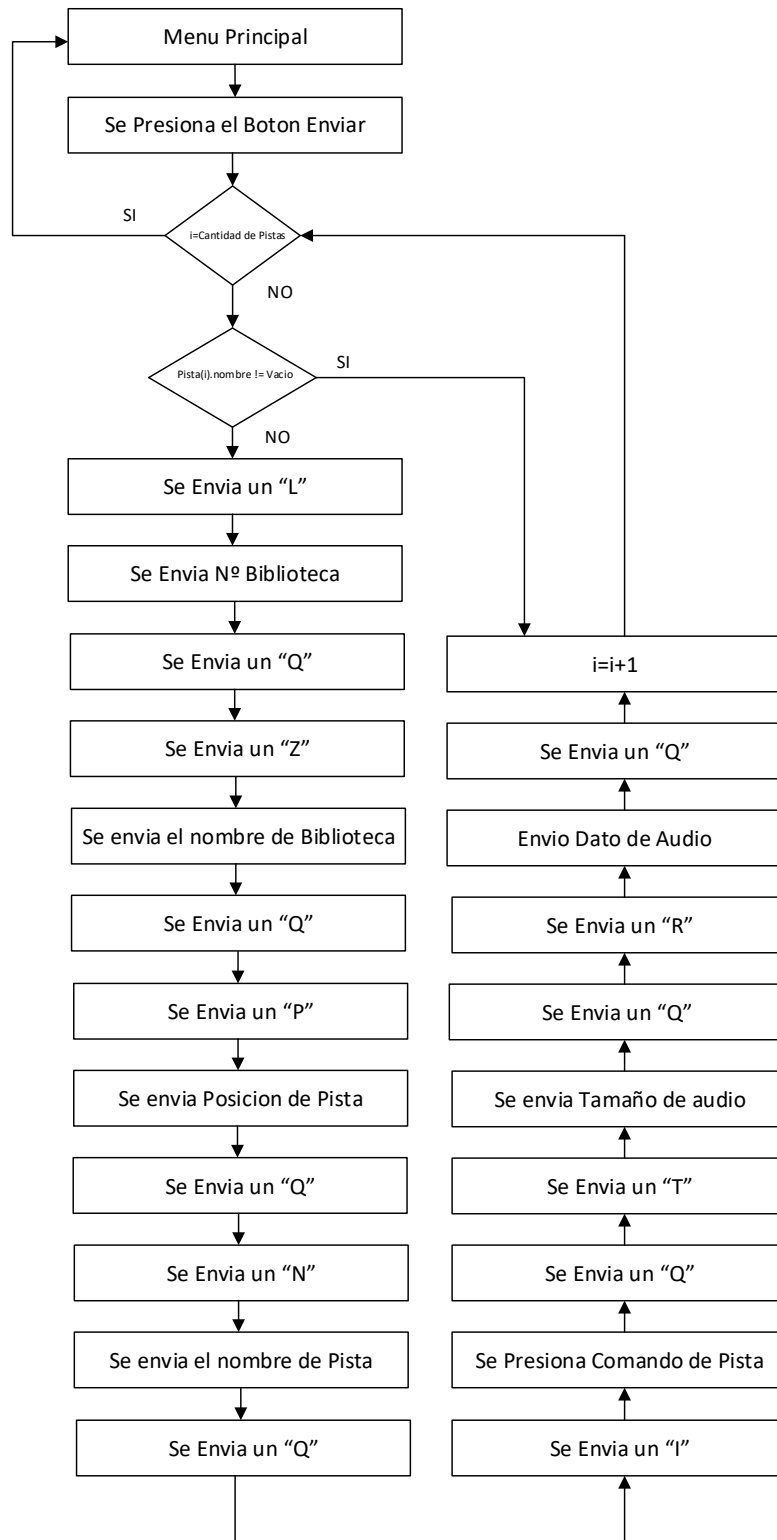 Menu Principal
Se Presiona el Boton Enviar
SI
i=Cantidad de Pistas
NO
Pista(i).nombre != Vacio
SI
NO
Se Envia un “L”
Se Envia Nº Biblioteca
Se Envia un “Q”
Se Envia un “Z”
Se envia el nombre de Biblioteca
Se Envia un “Q”
Se Envia un “P”
Se envia Posicion de Pista
Se Envia un “Q”
Se Envia un “N”
Se envia el nombre de Pista
Se Envia un “Q”
Se Envia un “I”
Se Presiona Comando de Pista
Se Envia un “Q”
Se Envia un “T”
Se envia Tamaño de audio
Se Envia un “Q”
Se Envia un “R”
Envio Dato de Audio
Se Envia un “Q”
i=i+1